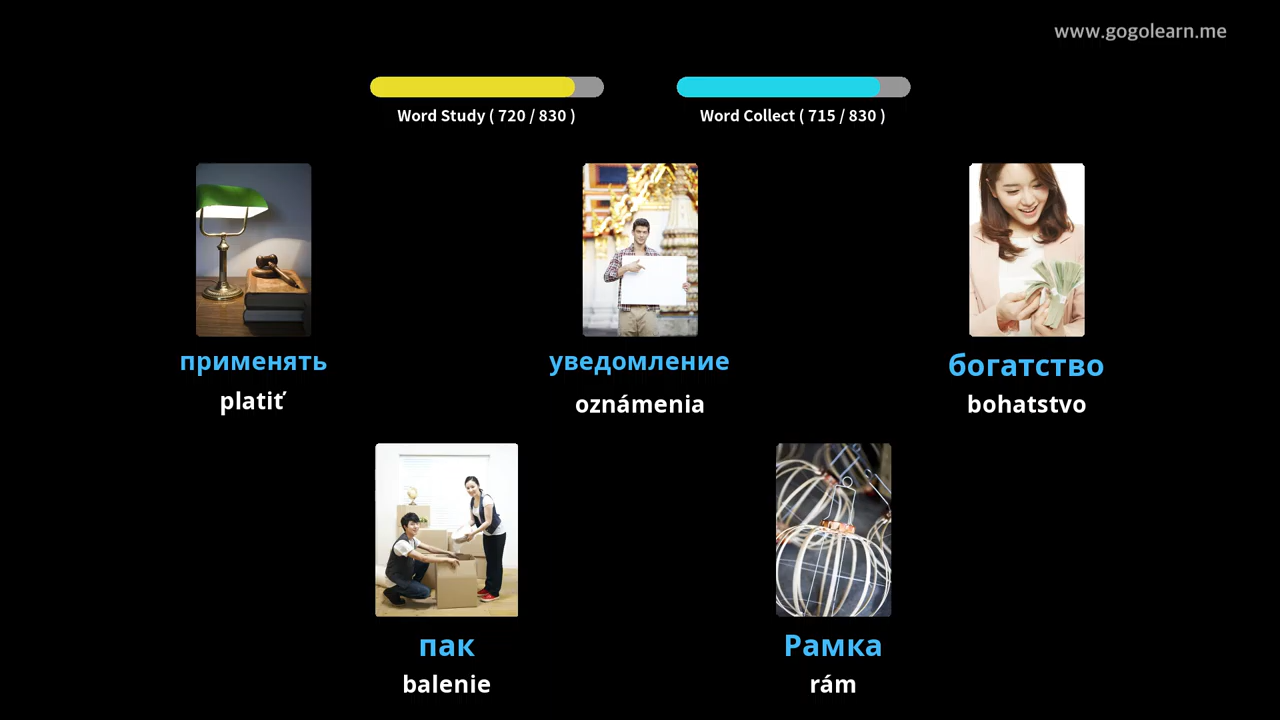 www.gogolearn.me
Word Study ( 720 / 830 )
Word Collect ( 715 / 830 )
применять
platiť
уведомление
oznámenia
богатство
bohatstvo
пак
balenie
Рамка
rám